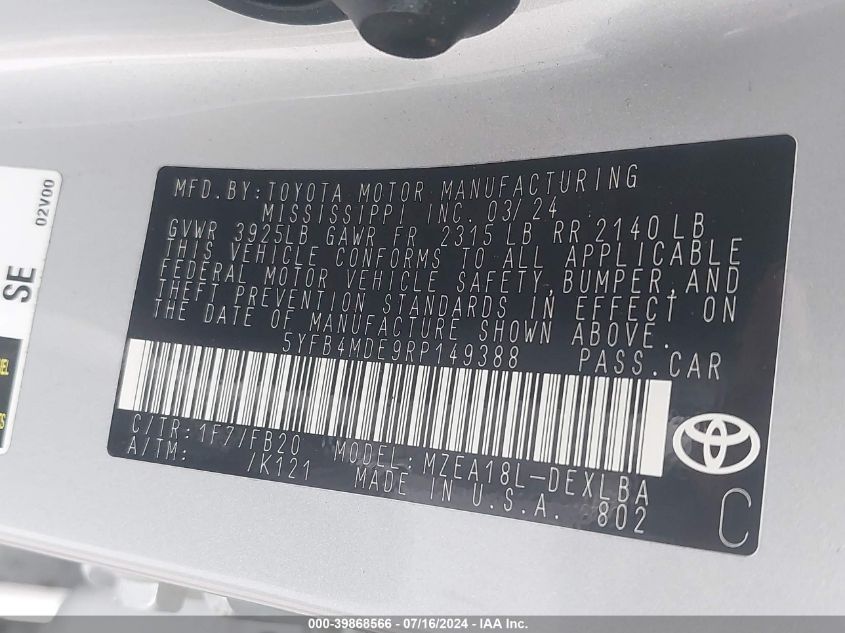 MFD.BY:TOYOTA MOTOR MANUFACTURING
MISSISSIPPI INC. 03/24
GVWR 3925LB GAWR FR 2315LB RR 2140LB
THIS VEHICLE CONFORMS TO ALL APPLICABLE
FEDERAL MOTOR VEHICLE SAFETY,BUMPER,AND
THEFT PREVENTION STANDARDS IN EFFECT ON
THE DATE OF MANUFACTURE SHOWN ABOVE.
5YFB4MDE9RP149388 PASS.CAR
C/TR:1F7/FB20 MODEL:MZEA18L-DEXLBA
A/TM: /K121 MADE IN U.S.A. 802
C
SE
02V00
000-39868566 - 07/16/2024 - IAA Inc.